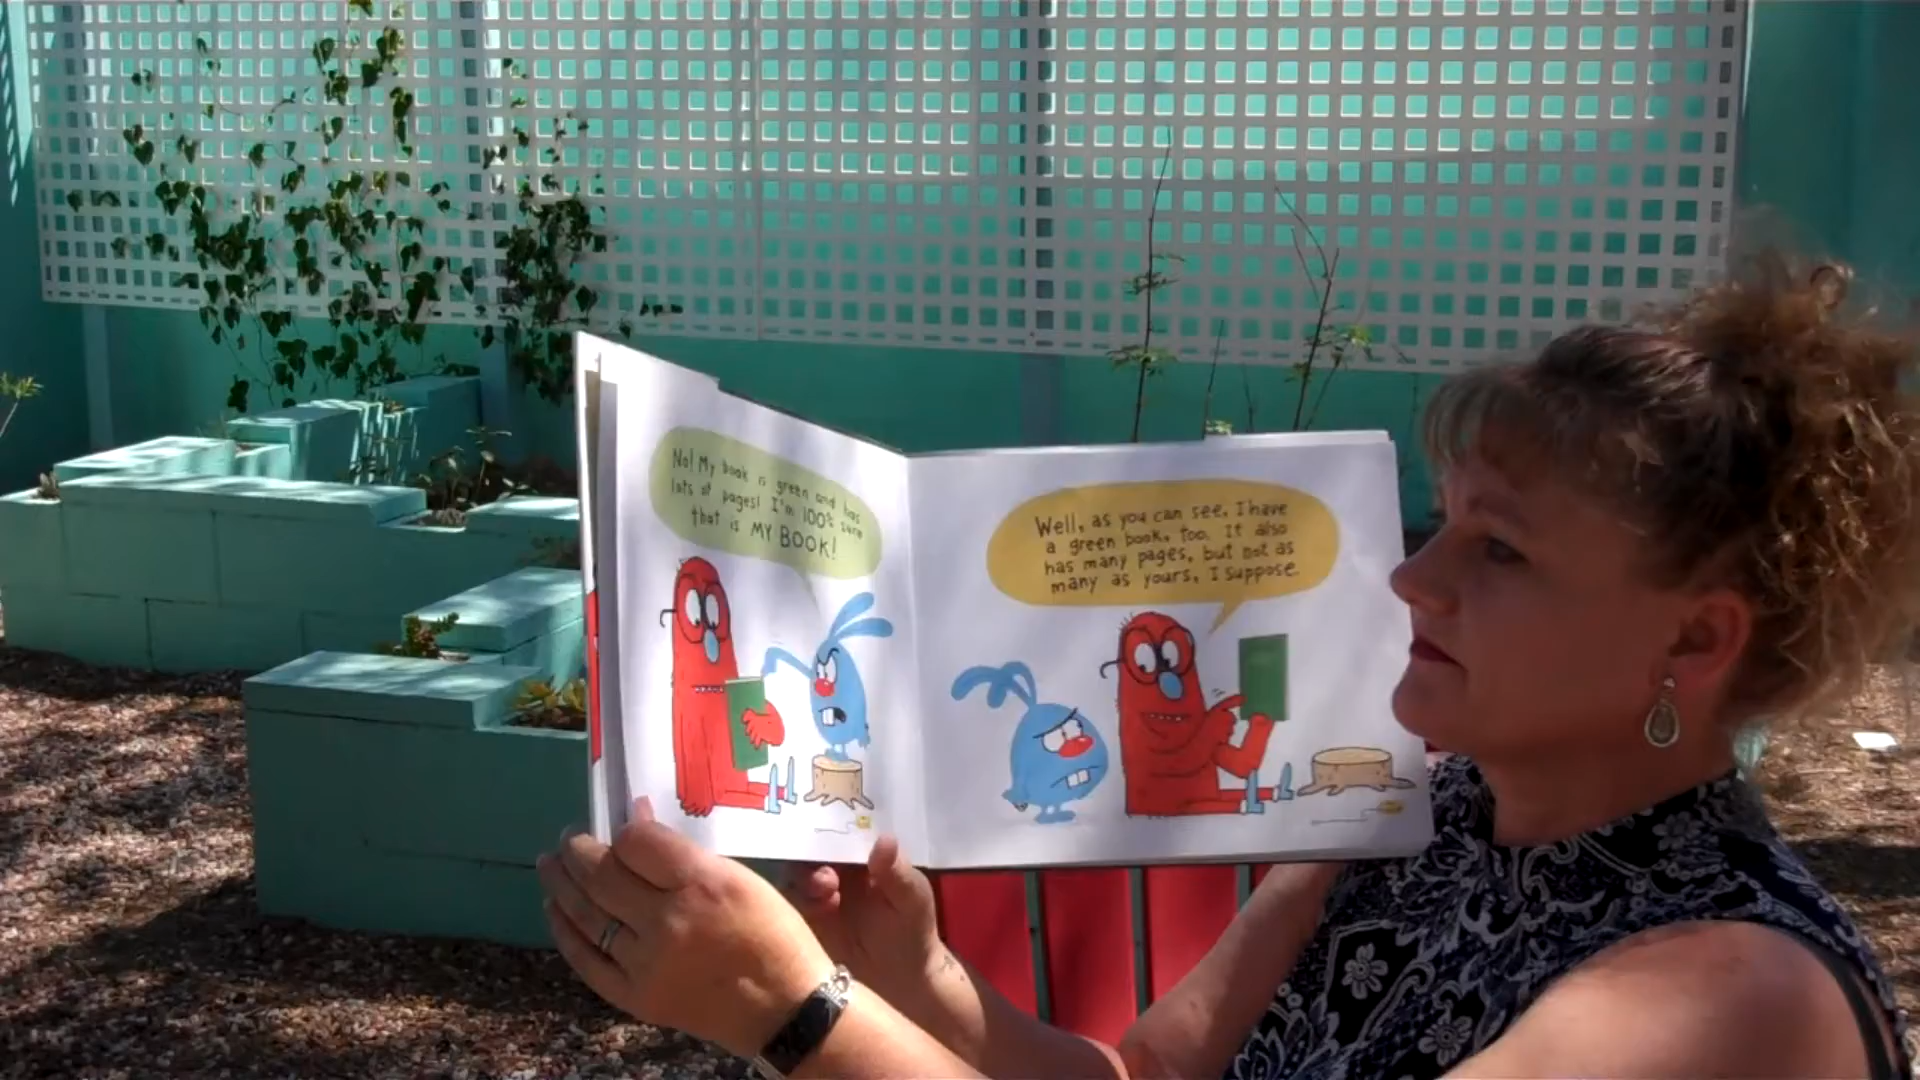 No! My book is green and has
lots of pages! I'm 100% sure
that is MY BOOK!
Well, as you can see, I have
a green book, too. It also
has many pages, but not as
many as yours, I suppose.